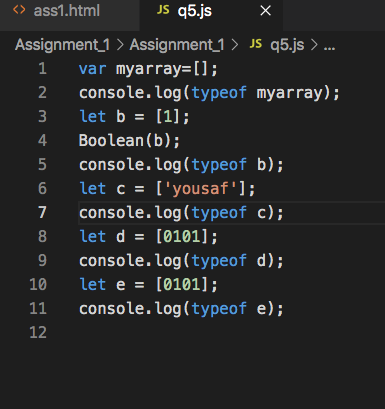 <> ass1.html JS q5.js ×
Assignment_1 > Assignment_1 > JS q5.js > ...
1 var myarray=[];
2 console.log(typeof myarray);
3 let b = [1];
4 Boolean(b);
5 console.log(typeof b);
6 let c = ['yousaf'];
7 console.log(typeof c);
8 let d = [0101];
9 console.log(typeof d);
10 let e = [0101];
11 console.log(typeof e);
12